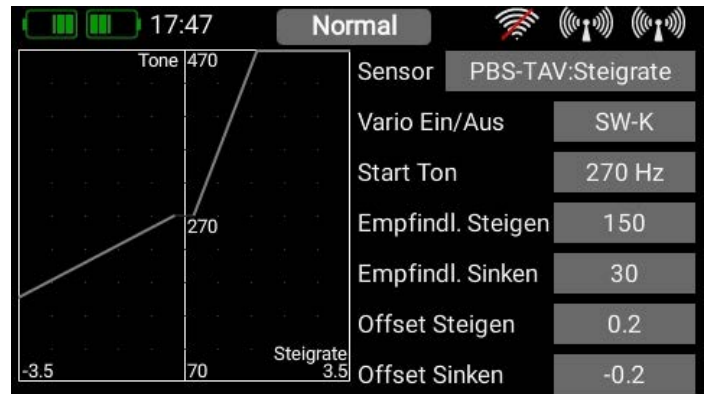 17:47 Normal
Tone 470
270
Steigrate
-3.5 70 3.5
Sensor PBS-TAV:Steigrate
Vario Ein/Aus SW-K
Start Ton 270 Hz
Empfindl. Steigen 150
Empfindl. Sinken 30
Offset Steigen 0.2
Offset Sinken -0.2